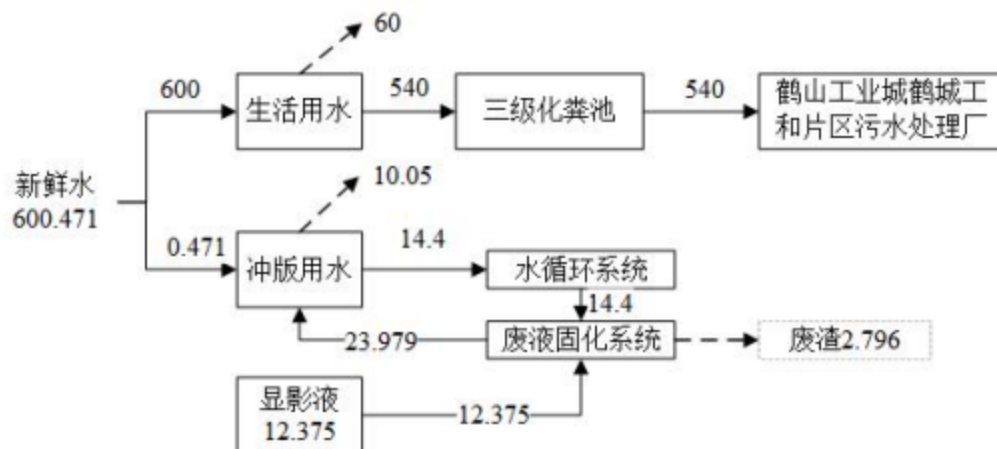 60
600
生活用水
540
三级化粪池
540
鹤山工业城鹤城工
和片区污水处理厂
新鲜水
600.471
10.05
0.471
冲版用水
14.4
水循环系统
14.4
23.979
废液固化系统
废渣2.796
显影液
12.375
12.375